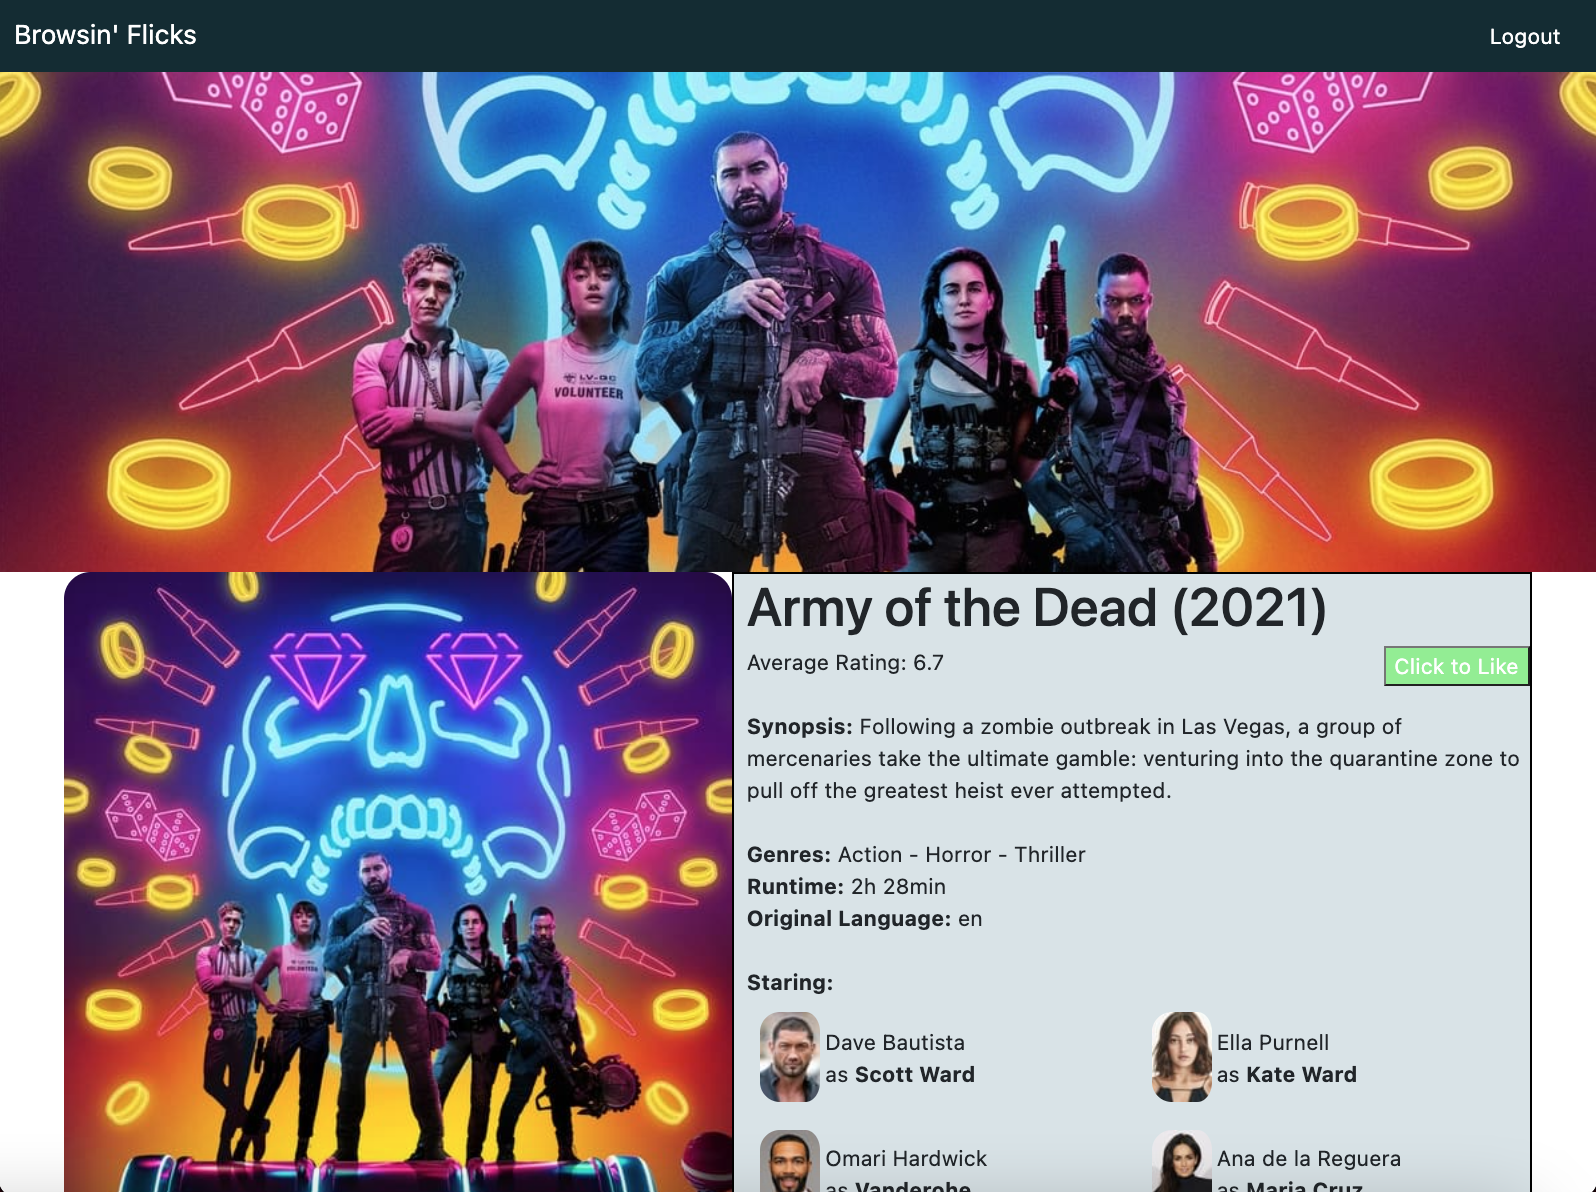 Browsin' Flicks
Logout
LV-QC
VOLUNTEER
Army of the Dead (2021)
Average Rating: 6.7
Click to Like
Synopsis: Following a zombie outbreak in Las Vegas, a group of
mercenaries take the ultimate gamble: venturing into the quarantine zone to
pull off the greatest heist ever attempted.
Genres: Action - Horror - Thriller
Runtime: 2h 28min
Original Language: en
Staring:
Dave Bautista
as Scott Ward
Ella Purnell
as Kate Ward
Omari Hardwick
as Vanderohe
Ana de la Reguera
as Maria Cruz
VOLUNTEER